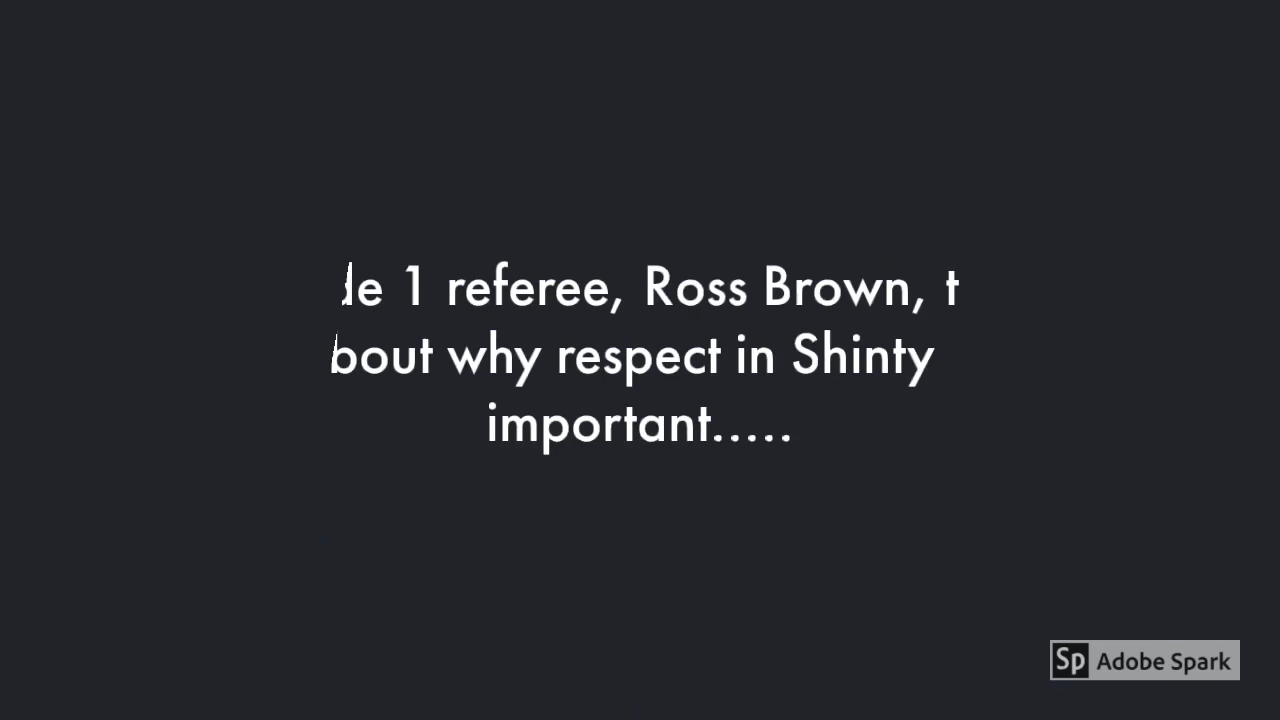 de 1 referee, Ross Brown, t
bout why respect in Shinty
important.....
Sp Adobe Spark